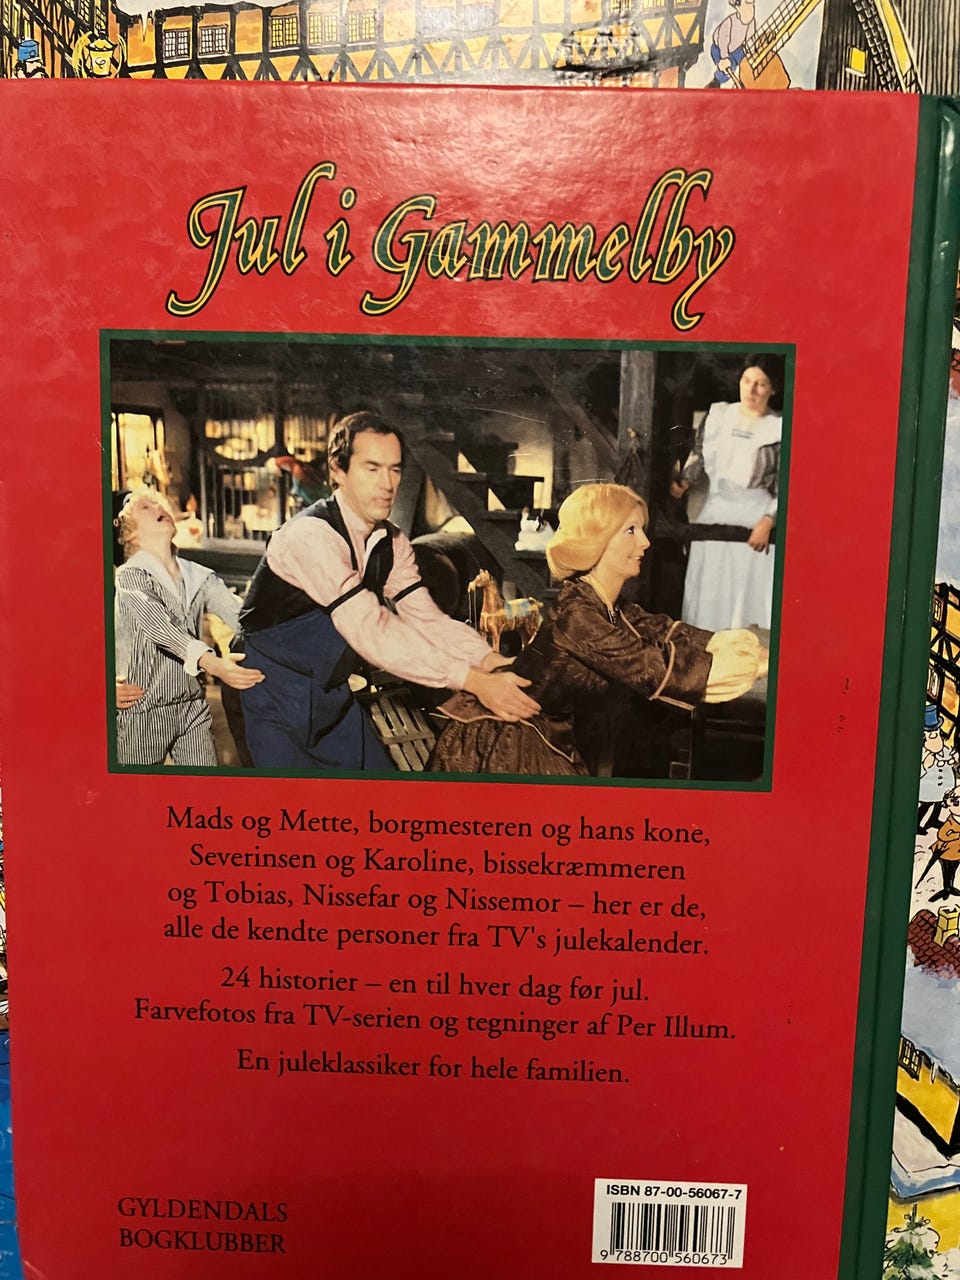 Jul i Gammelby
Mads og Mette, borgmesteren og hans kone,
Severinsen og Karoline, bissekræmmeren
og Tobias, Nissefar og Nissemor – her er de,
alle de kendte personer fra TV's julekalender.
24 historier – en til hver dag før jul.
Farvefotos fra TV-serien og tegninger af Per Illum.
En juleklassiker for hele familien.
GYLDENDALS
BOGKLUBBER
ISBN 87-00-56067-7
9 788700 560673